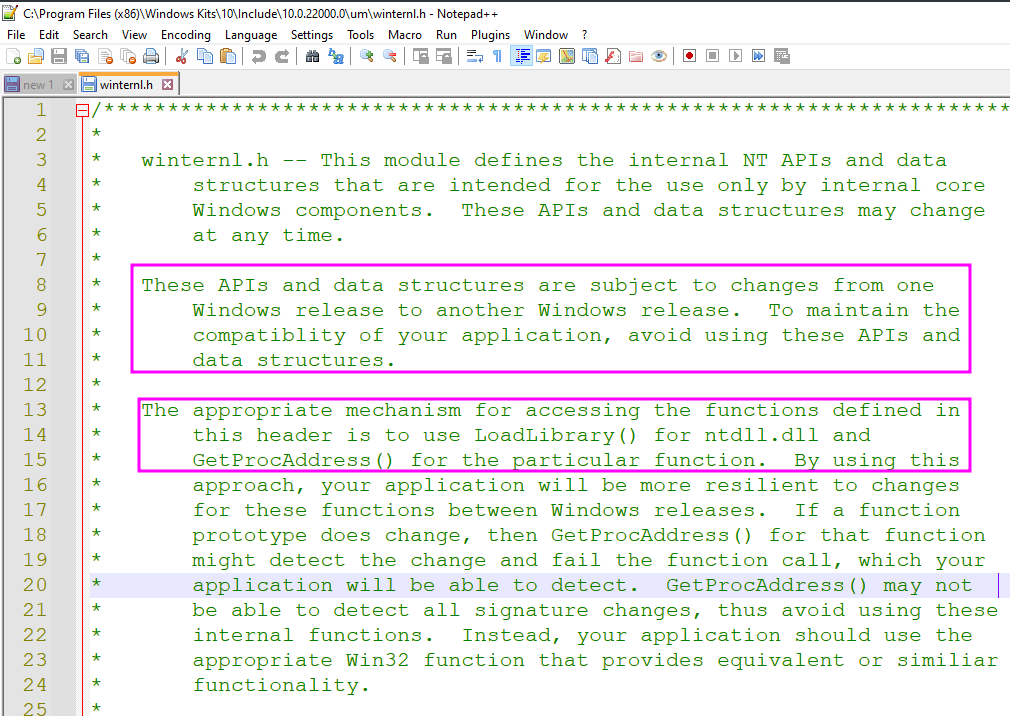 C:\Program Files (x86)\Windows Kits\10\Include\10.0.22000.0\um\winternl.h - Notepad++
File Edit Search View Encoding Language Settings Tools Macro Run Plugins Window ?
new 1 winternl.h
1 /***********************************************************************
2 *
3 * winternl.h -- This module defines the internal NT APIs and data
4 * structures that are intended for the use only by internal core
5 * Windows components. These APIs and data structures may change
6 * at any time.
7 *
8 * These APIs and data structures are subject to changes from one
9 * Windows release to another Windows release. To maintain the
10 * compatiblity of your application, avoid using these APIs and
11 * data structures.
12 *
13 * The appropriate mechanism for accessing the functions defined in
14 * this header is to use LoadLibrary() for ntdll.dll and
15 * GetProcAddress() for the particular function. By using this
16 * approach, your application will be more resilient to changes
17 * for these functions between Windows releases. If a function
18 * prototype does change, then GetProcAddress() for that function
19 * might detect the change and fail the function call, which your
20 * application will be able to detect. GetProcAddress() may not
21 * be able to detect all signature changes, thus avoid using these
22 * internal functions. Instead, your application should use the
23 * appropriate Win32 function that provides equivalent or similiar
24 * functionality.
25 *